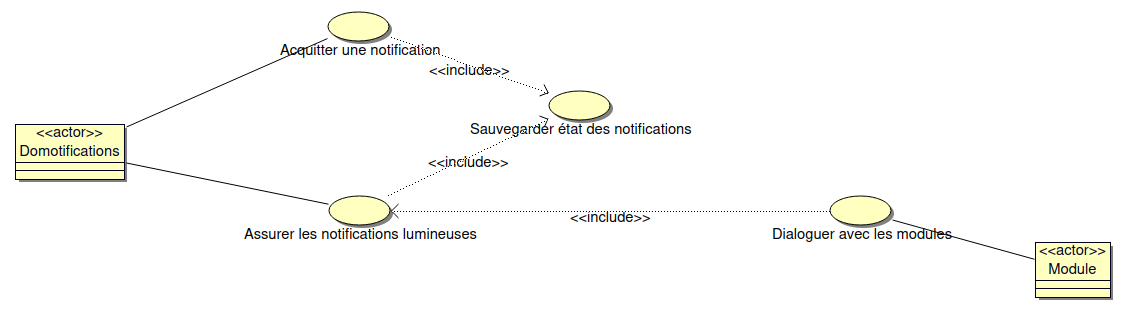 Acquitter une notification
<<include>>
Sauvegarder état des notifications
<<actor>>
Domotifications
<<include>>
Assurer les notifications lumineuses
<<include>>
Dialoguer avec les modules
<<actor>>
Module